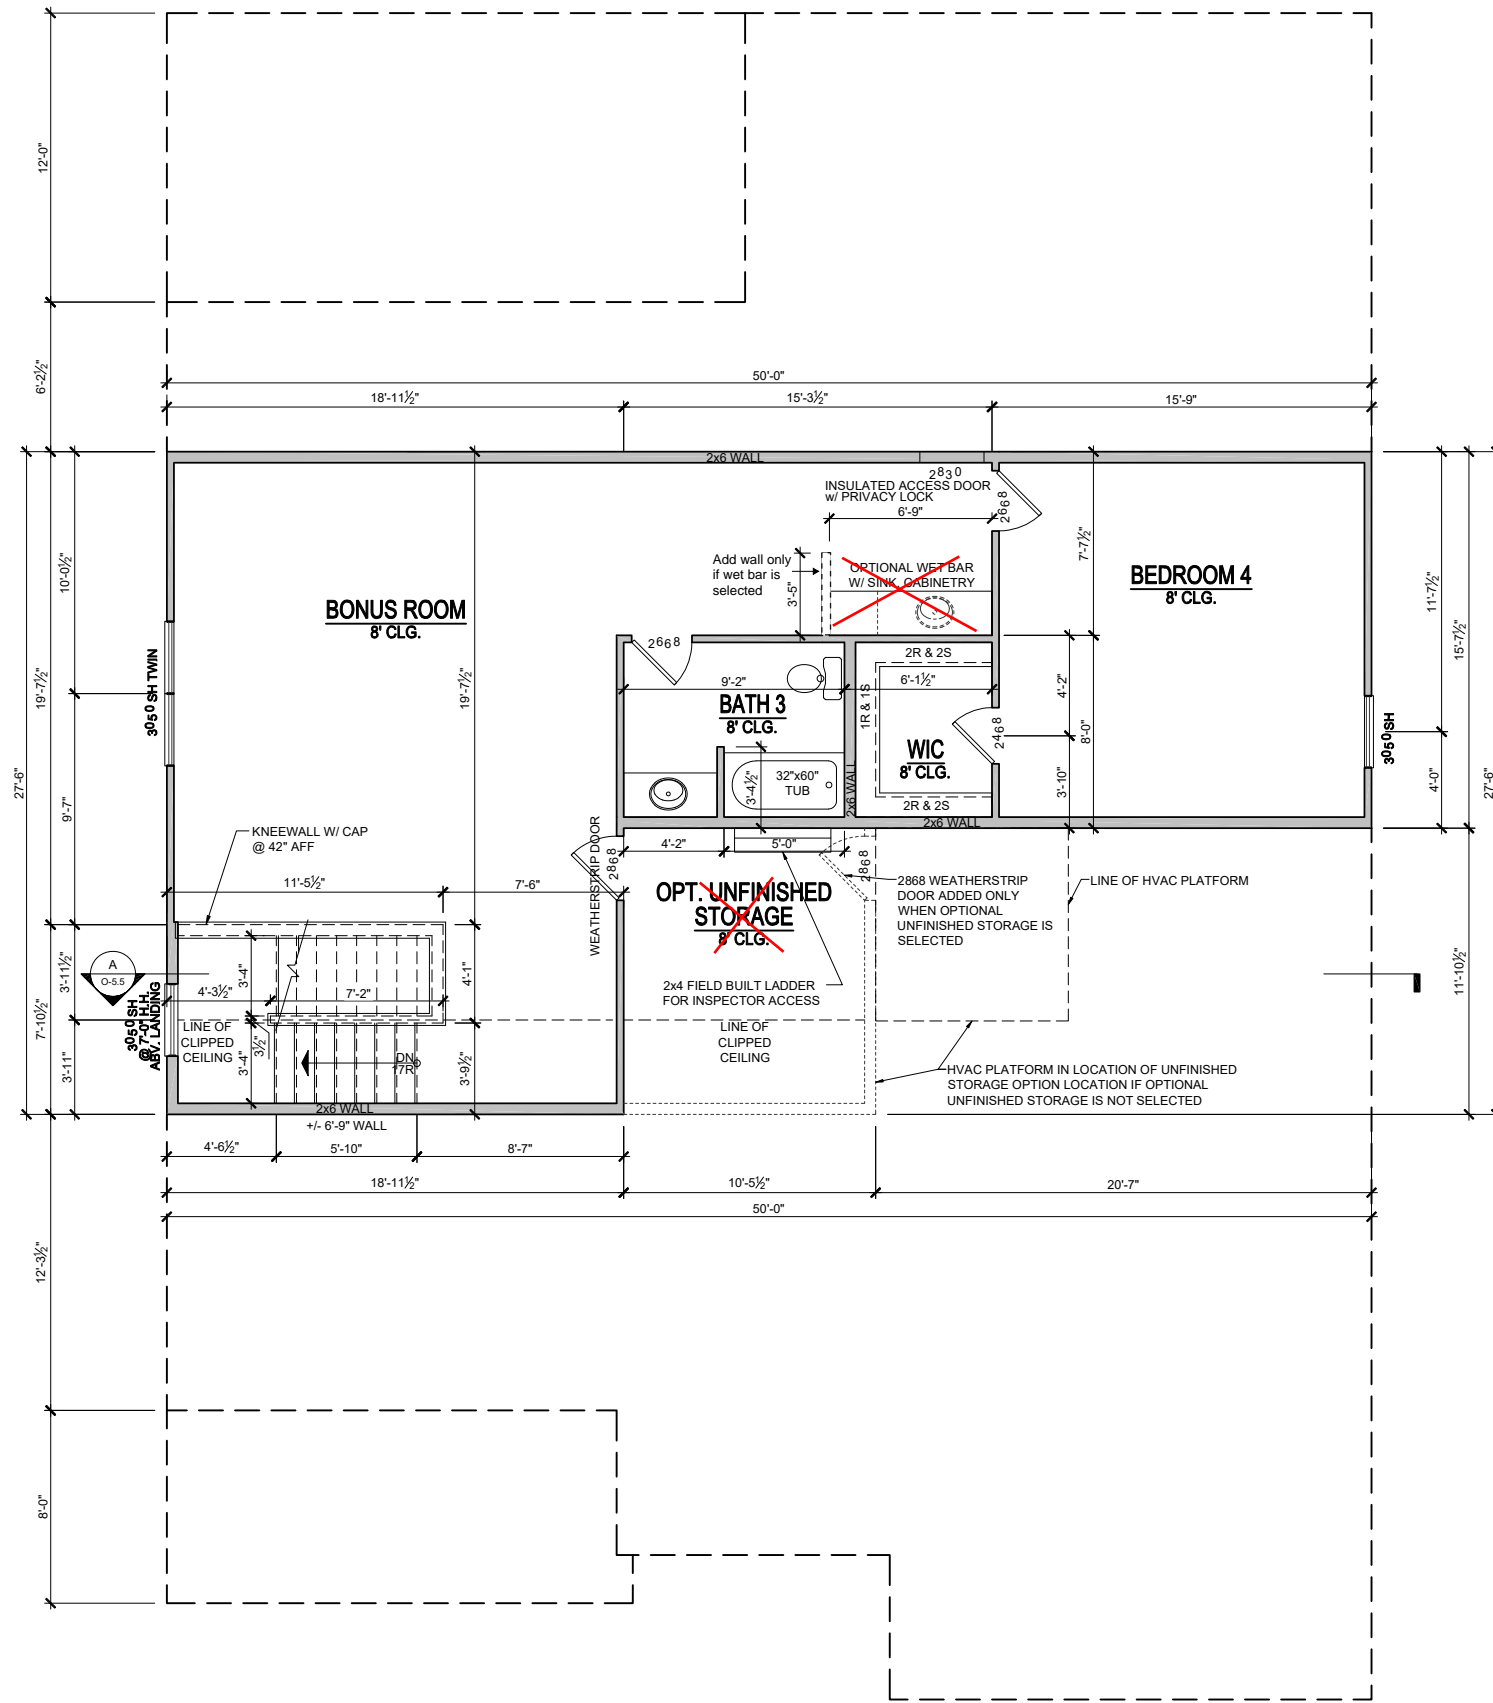 12'-0"
6'-2½"
50'-0"
18'-11½"
15'-3½"
15'-9"
2x6 WALL
2830
INSULATED ACCESS DOOR
w/ PRIVACY LOCK
6'-9"
2668
7'-7½"
Add wall only
if wet bar is
selected
3'-5"
OPTIONAL WET BAR
W/ SINK, CABINETRY
BEDROOM 4
8' CLG.
BONUS ROOM
8' CLG.
10'-0½"
19'-7½"
27'-6"
9'-7"
3050 SH TWIN
19'-7½"
2668
2R & 2S
9'-2"
6'-1½"
1R & 1S
4'-2"
8'-0"
3'-10"
BATH 3
8' CLG.
WIC
8' CLG.
2468
32"x60"
TUB
3'-4½"
2x6 WALL
2R & 2S
2x6 WALL
3050 SH
11'-7½"
15'-7½"
4'-0"
27'-6"
KNEEWALL W/ CAP
@ 42" AFF
WEATHERSTRIP DOOR
2868
4'-2"
5'-0"
2868
11'-5½"
7'-6"
OPT. UNFINISHED
STORAGE
8' CLG.
2868 WEATHERSTRIP
DOOR ADDED ONLY
WHEN OPTIONAL
UNFINISHED STORAGE IS
SELECTED
LINE OF HVAC PLATFORM
A
O-5.5
3'-11½"
7'-10½"
3'-11"
3050 SH
@ 7'-0" H.H.
ABV. LANDING
3'-4"
4'-3½"
7'-2"
4'-1"
2x4 FIELD BUILT LADDER
FOR INSPECTOR ACCESS
11'-10½"
LINE OF
CLIPPED
CEILING
3½"
3'-4"
DN
17R
3'-9½"
LINE OF
CLIPPED
CEILING
HVAC PLATFORM IN LOCATION OF UNFINISHED
STORAGE OPTION LOCATION IF OPTIONAL
UNFINISHED STORAGE IS NOT SELECTED
2x6 WALL
+/- 6'-9" WALL
4'-6½"
5'-10"
8'-7"
18'-11½"
10'-5½"
20'-7"
50'-0"
12'-3½"
8'-0"